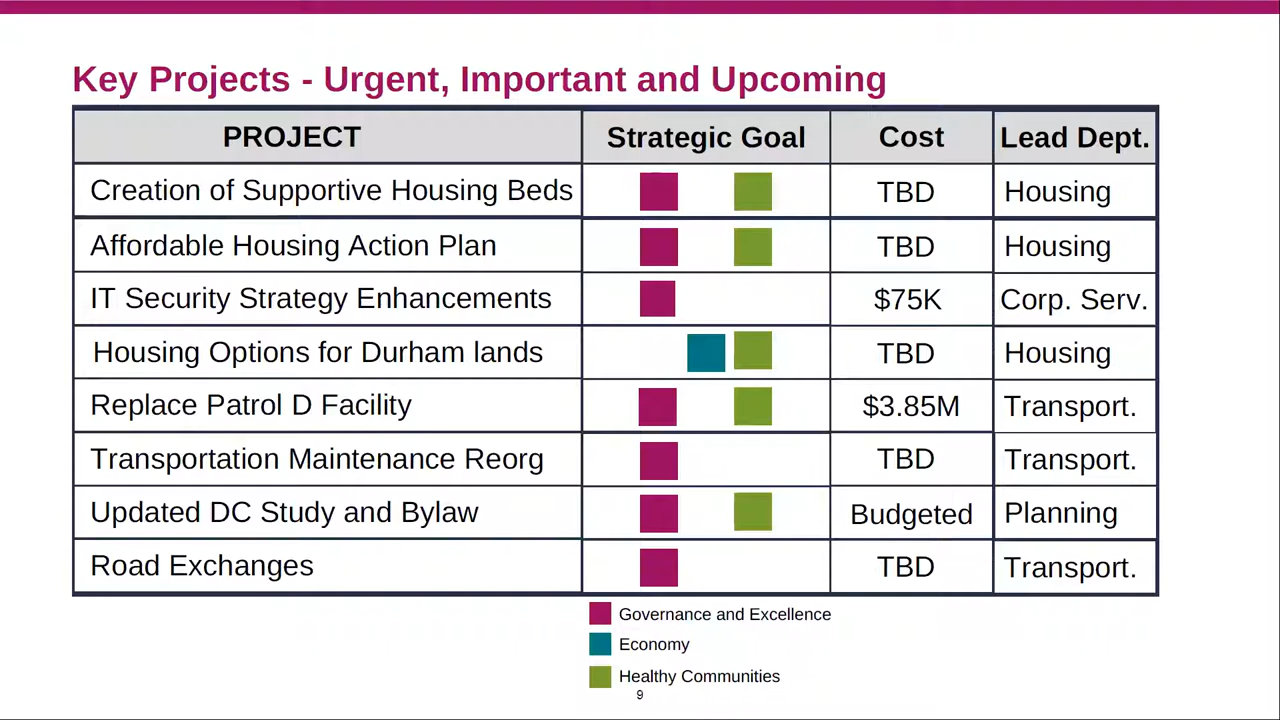 Key Projects - Urgent, Important and Upcoming
PROJECT Strategic Goal Cost Lead Dept.
Creation of Supportive Housing Beds TBD Housing
Affordable Housing Action Plan TBD Housing
IT Security Strategy Enhancements $75K Corp. Serv.
Housing Options for Durham lands TBD Housing
Replace Patrol D Facility $3.85M Transport.
Transportation Maintenance Reorg TBD Transport.
Updated DC Study and Bylaw Budgeted Planning
Road Exchanges TBD Transport.
Governance and Excellence
Economy
Healthy Communities
9